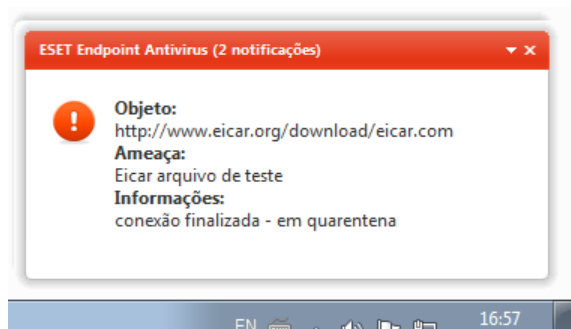 ESET Endpoint Antivirus (2 notificações)
Objeto:
http://www.eicar.org/download/eicar.com
Ameaça:
Eicar arquivo de teste
Informações:
conexão finalizada - em quarentena
EN
16:57